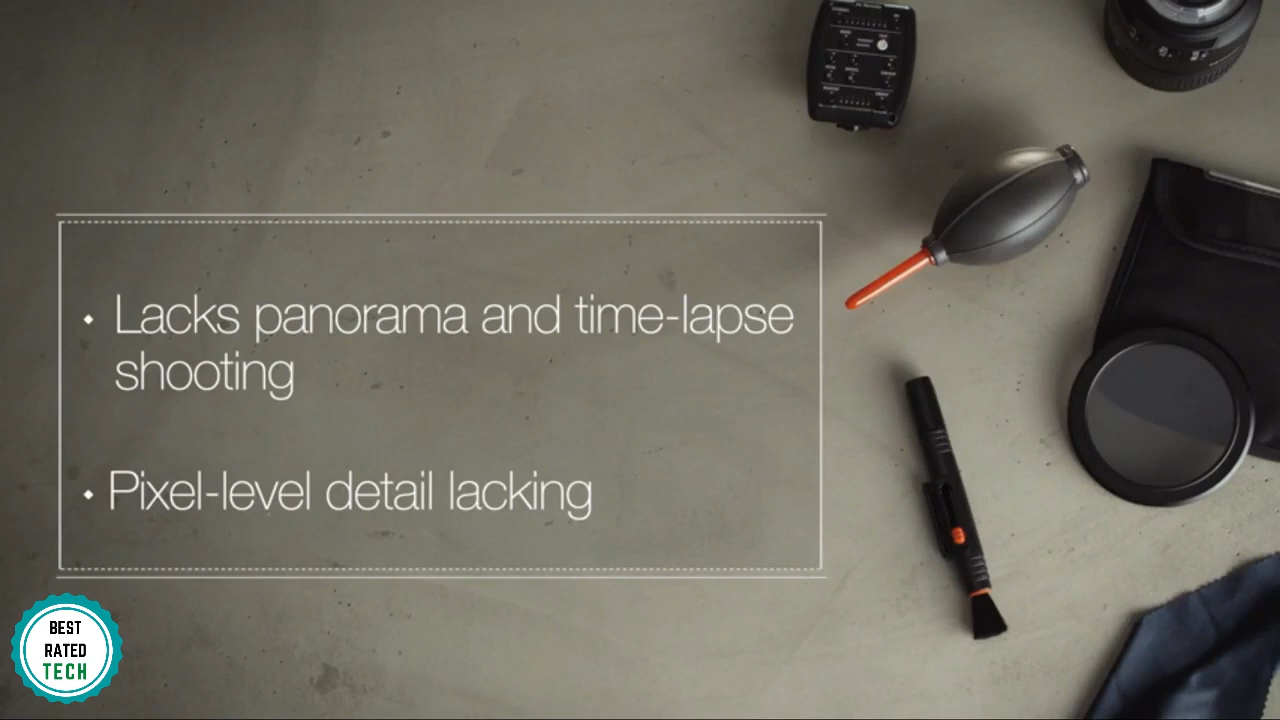 • Lacks panorama and time-lapse
shooting
• Pixel-level detail lacking
BEST
RATED
TECH